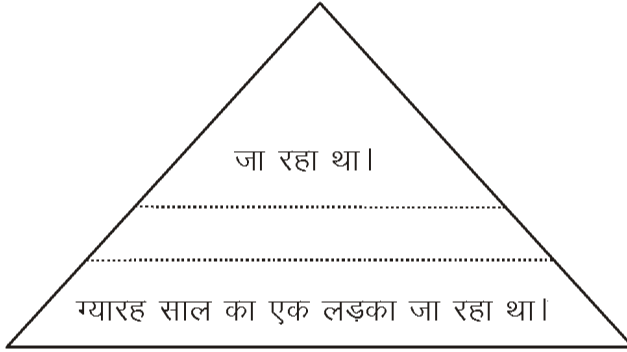 जा रहा था।
ग्यारह साल का एक लड़का जा रहा था।